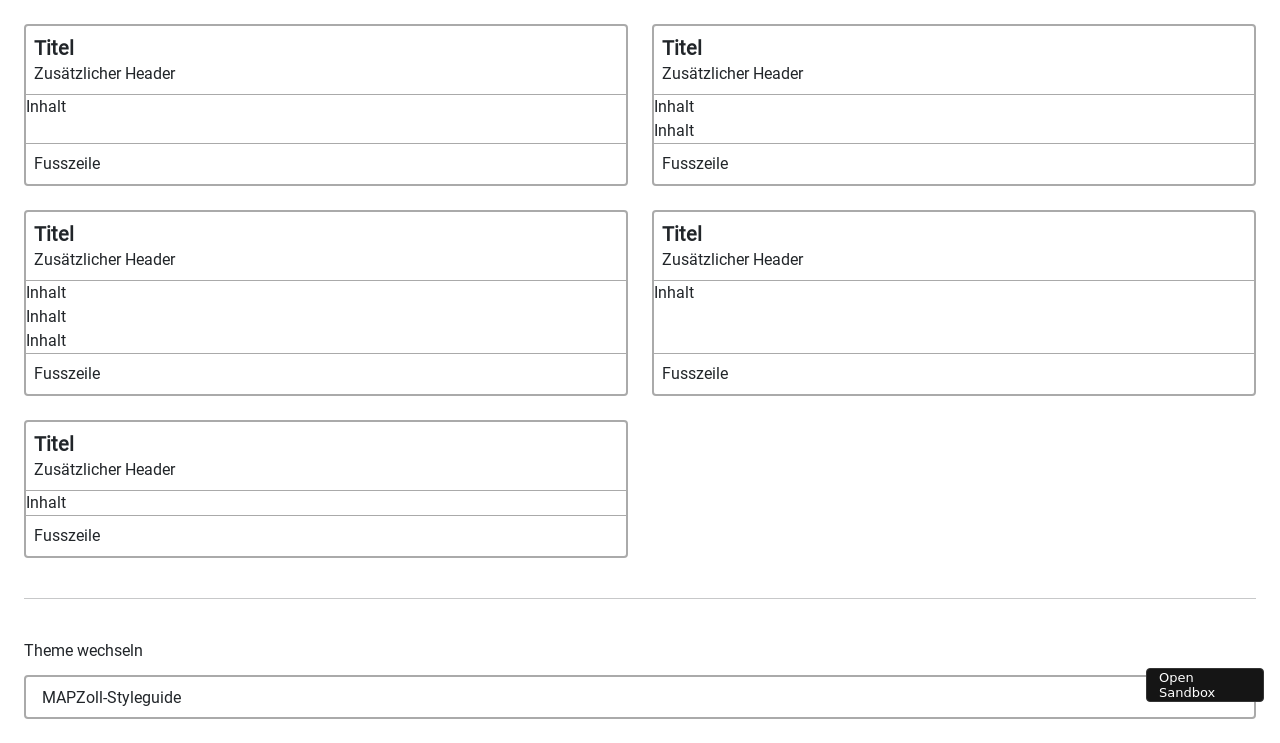 Titel
Zusätzlicher Header
Inhalt
Fusszeile
Titel
Zusätzlicher Header
Inhalt
Inhalt
Fusszeile
Titel
Zusätzlicher Header
Inhalt
Inhalt
Inhalt
Fusszeile
Titel
Zusätzlicher Header
Inhalt
Fusszeile
Titel
Zusätzlicher Header
Inhalt
Fusszeile
Theme wechseln
MAPZoll-Styleguide
Open
Sandbox